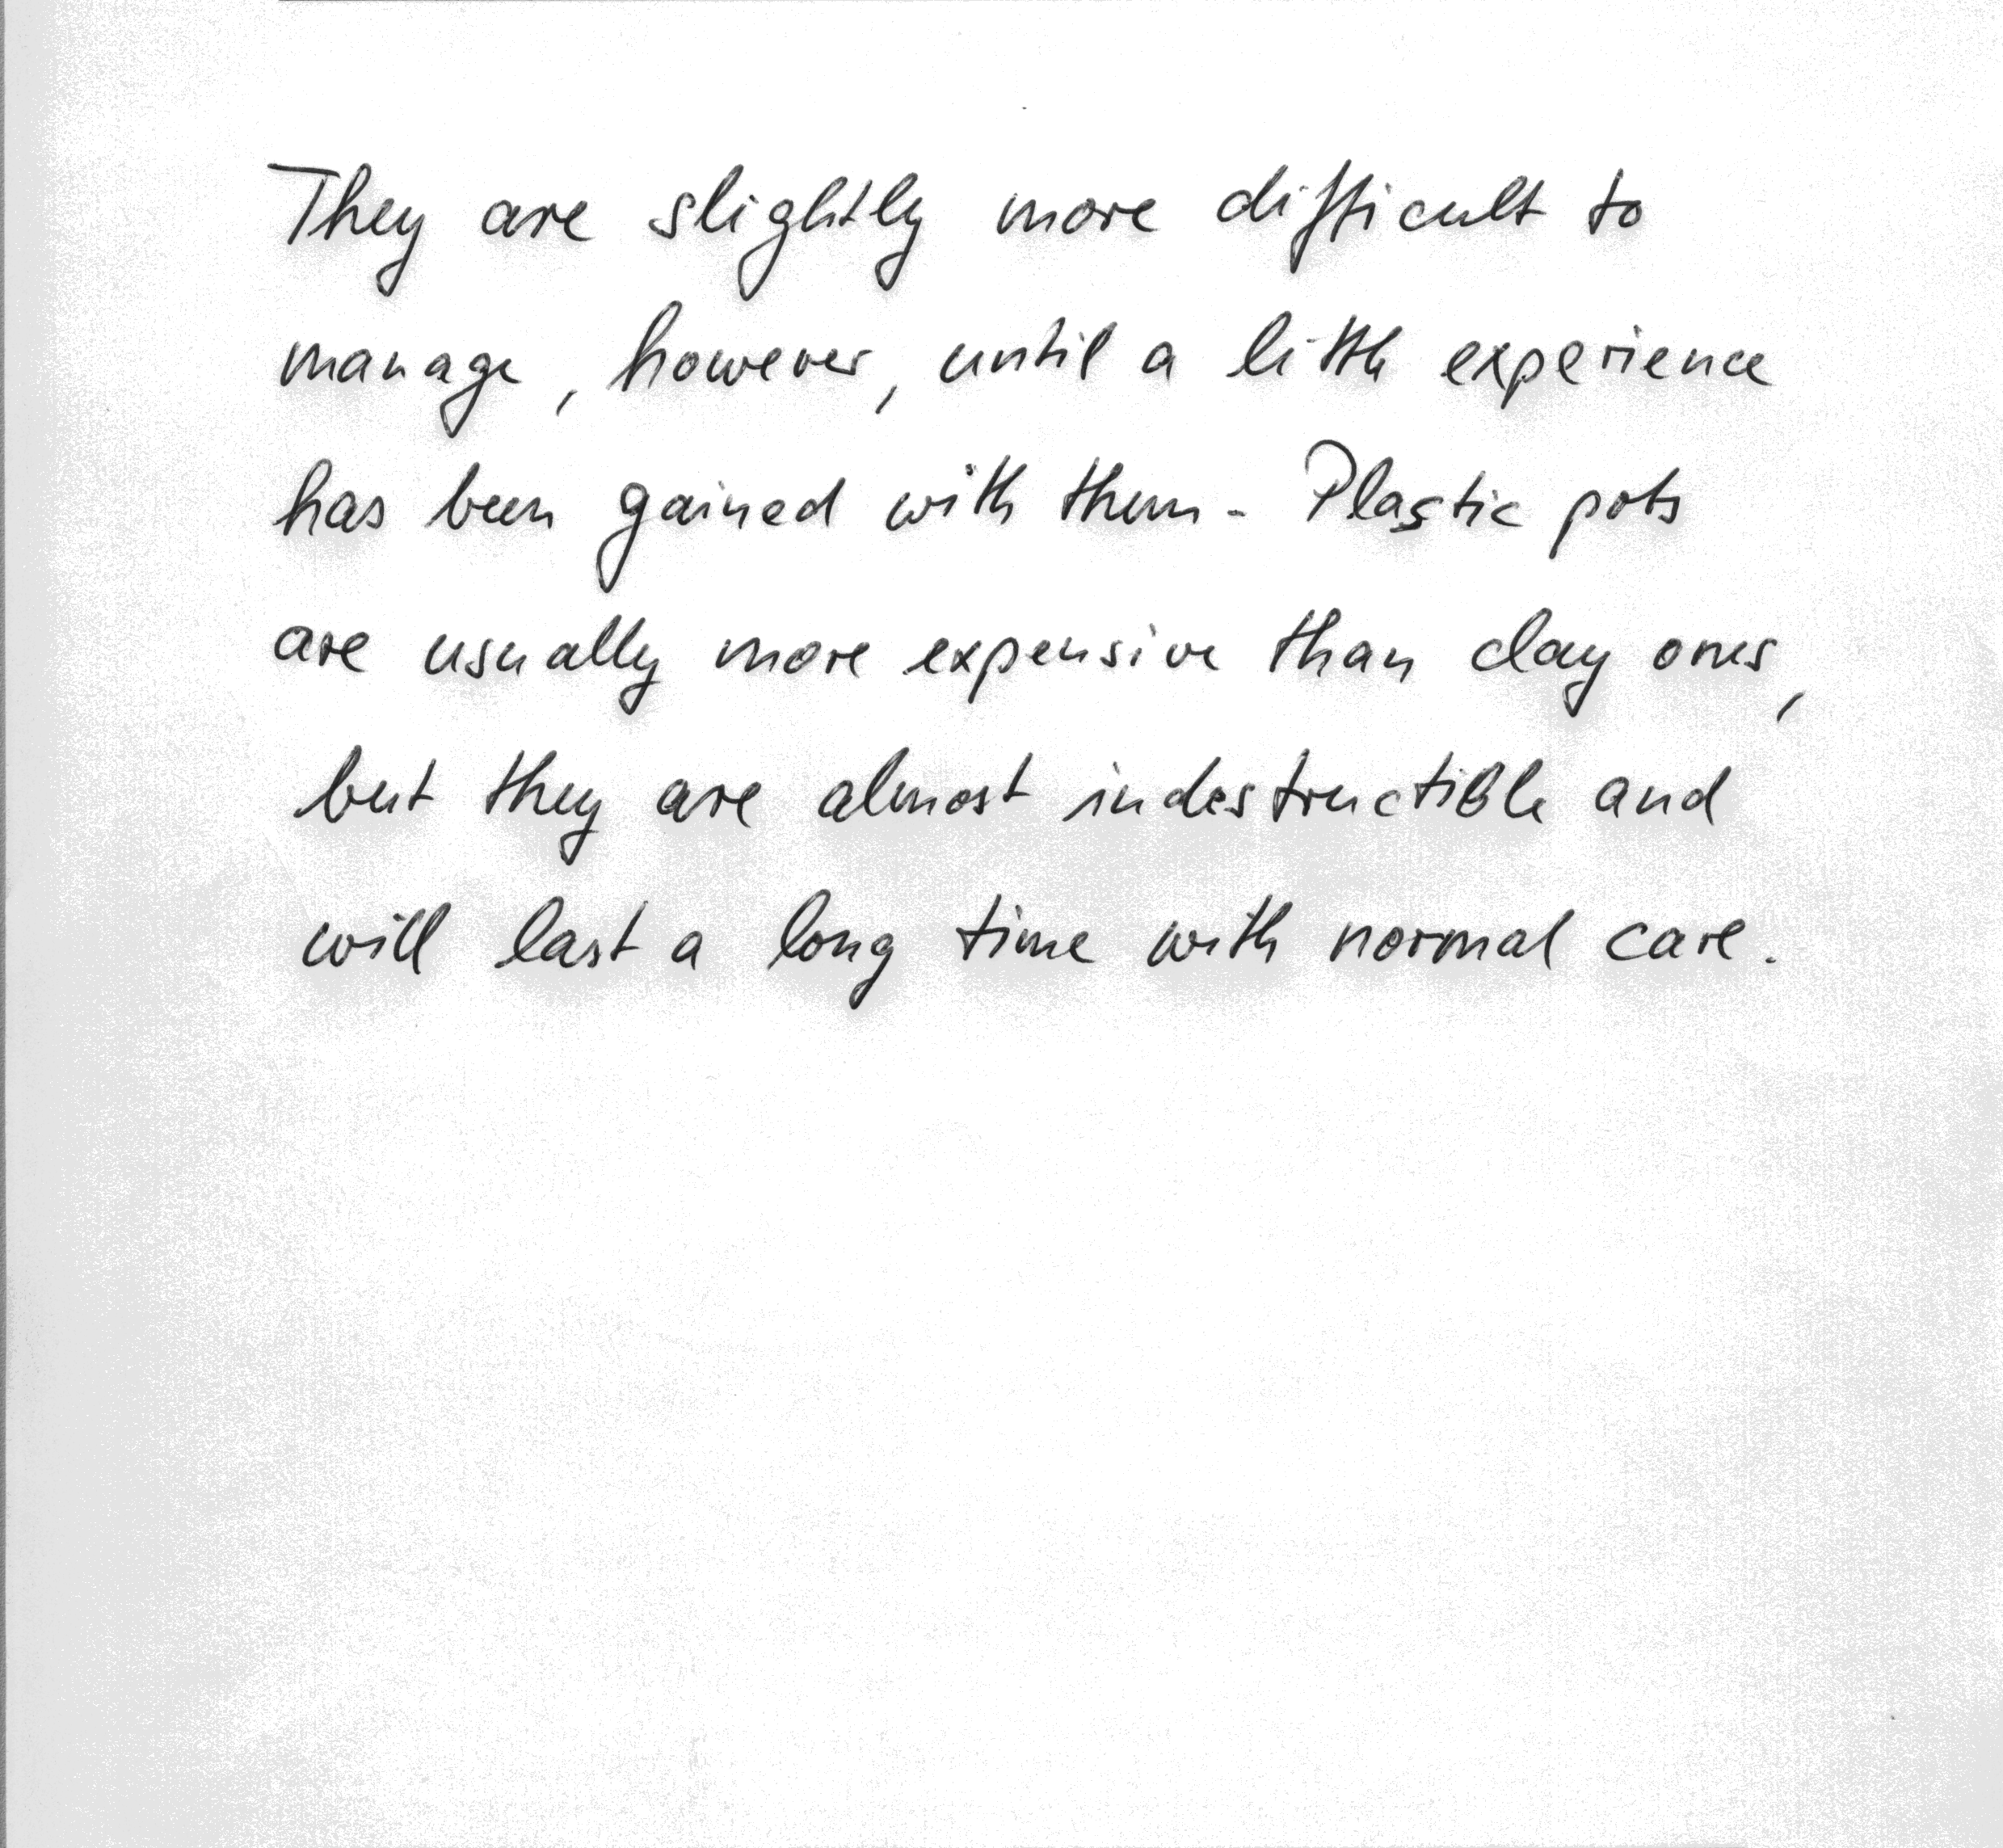 They are slightly more difficult to
manage, however, until a little experience
has been gained with them. Plastic pots
are usually more expensive than clay ones,
but they are almost indestructible and
will last a long time with normal care.